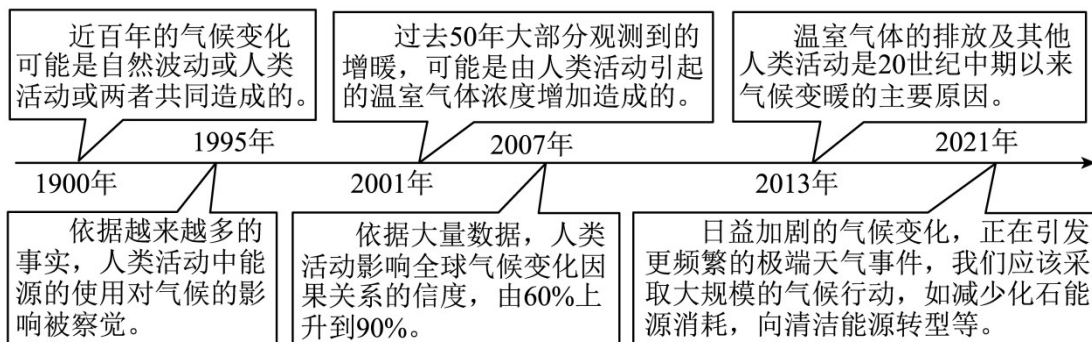 近百年的气候变化
可能是自然波动或人类
活动或两者共同造成的。
过去50年大部分观测到的
增暖，可能是由人类活动引起
的温室气体浓度增加造成的。
温室气体的排放及其他
人类活动是20世纪中期以来
气候变暖的主要原因。
1995年
2007年
2021年
1900年
2001年
2013年
依据越来越多的
事实，人类活动中能
源的使用对气候的影
响被察觉。
依据大量数据，人类
活动影响全球气候变化因
果关系的信度，由60%上
升到90%。
日益加剧的气候变化，正在引发
更频繁的极端天气事件，我们应该采
取大规模的气候行动，如减少化石能
源消耗，向清洁能源转型等。